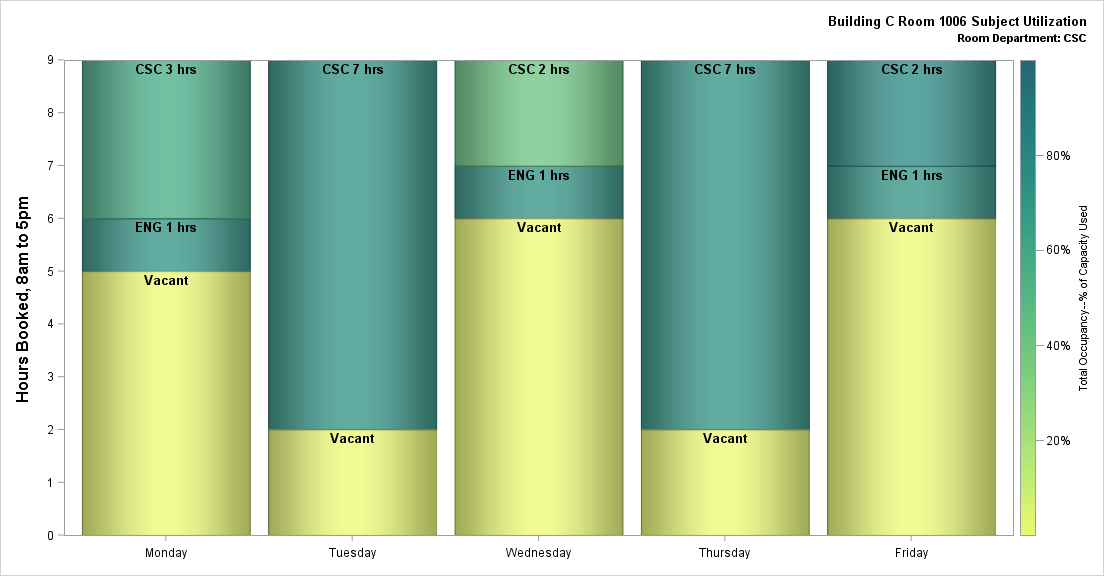 Building C Room 1006 Subject Utilization
Room Department: CSC
Hours Booked, 8am to 5pm
9
8
7
6
5
4
3
2
1
0
CSC 3 hrs
ENG 1 hrs
Vacant
CSC 7 hrs
Vacant
CSC 2 hrs
ENG 1 hrs
Vacant
CSC 7 hrs
Vacant
CSC 2 hrs
ENG 1 hrs
Vacant
Monday
Tuesday
Wednesday
Thursday
Friday
80%
60%
40%
20%
Total Occupancy--% of Capacity Used